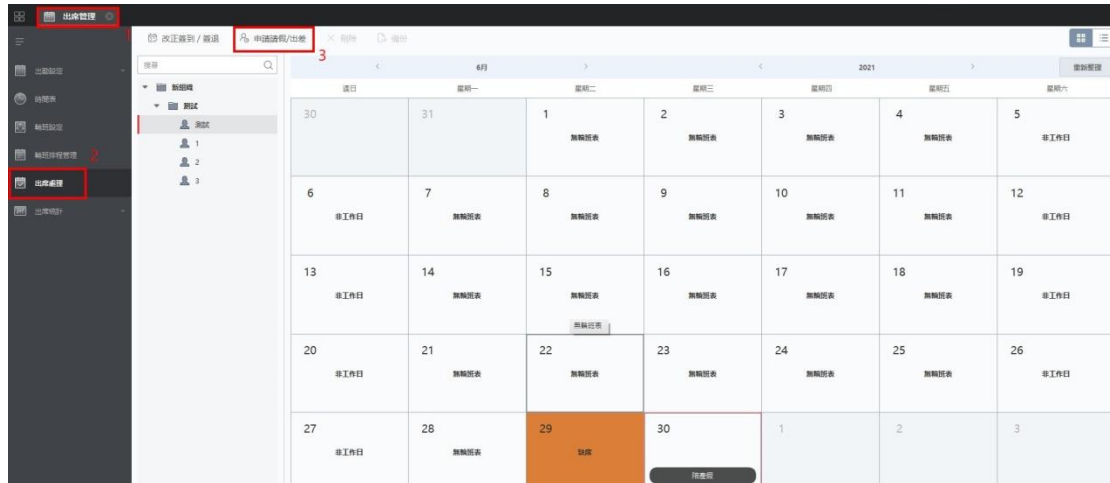 出席管理
1
改正簽到 / 簽退
申請請假/出差
刪除
備份
3
出勤設定
時間表
輪班設定
輪班排程管理
2
出席處理
出席統計
搜尋
新組織
測試
測試
1
2
3
6月
2021
重新整理
週日 星期一 星期二 星期三 星期四 星期五 星期六
30 31 1 2 3 4 5
無輪班表 無輪班表 無輪班表 無輪班表 非工作日
6 7 8 9 10 11 12
非工作日 無輪班表 無輪班表 無輪班表 無輪班表 無輪班表 非工作日
13 14 15 16 17 18 19
非工作日 無輪班表 無輪班表 無輪班表 無輪班表 無輪班表 非工作日
無輪班表
20 21 22 23 24 25 26
非工作日 無輪班表 無輪班表 無輪班表 無輪班表 無輪班表 非工作日
27 28 29 30 1 2 3
非工作日 無輪班表 缺席
陪產假